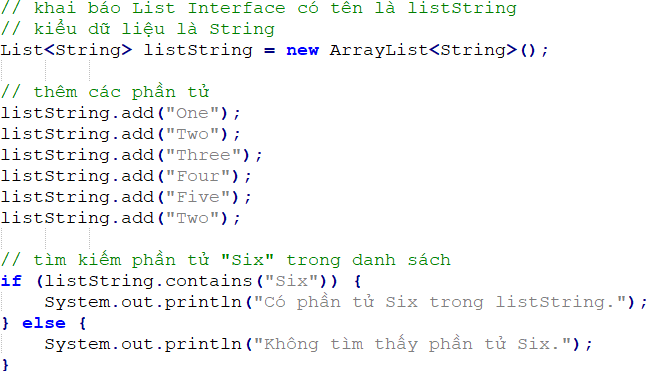 // khai báo List Interface có tên là listString
// kiểu dữ liệu là String
List<String> listString = new ArrayList<String>();
// thêm các phần tử
listString.add("One");
listString.add("Two");
listString.add("Three");
listString.add("Four");
listString.add("Five");
listString.add("Two");
// tìm kiếm phần tử "Six" trong danh sách
if (listString.contains("Six")) {
    System.out.println("Có phần tử Six trong listString.");
} else {
    System.out.println("Không tìm thấy phần tử Six.");
}